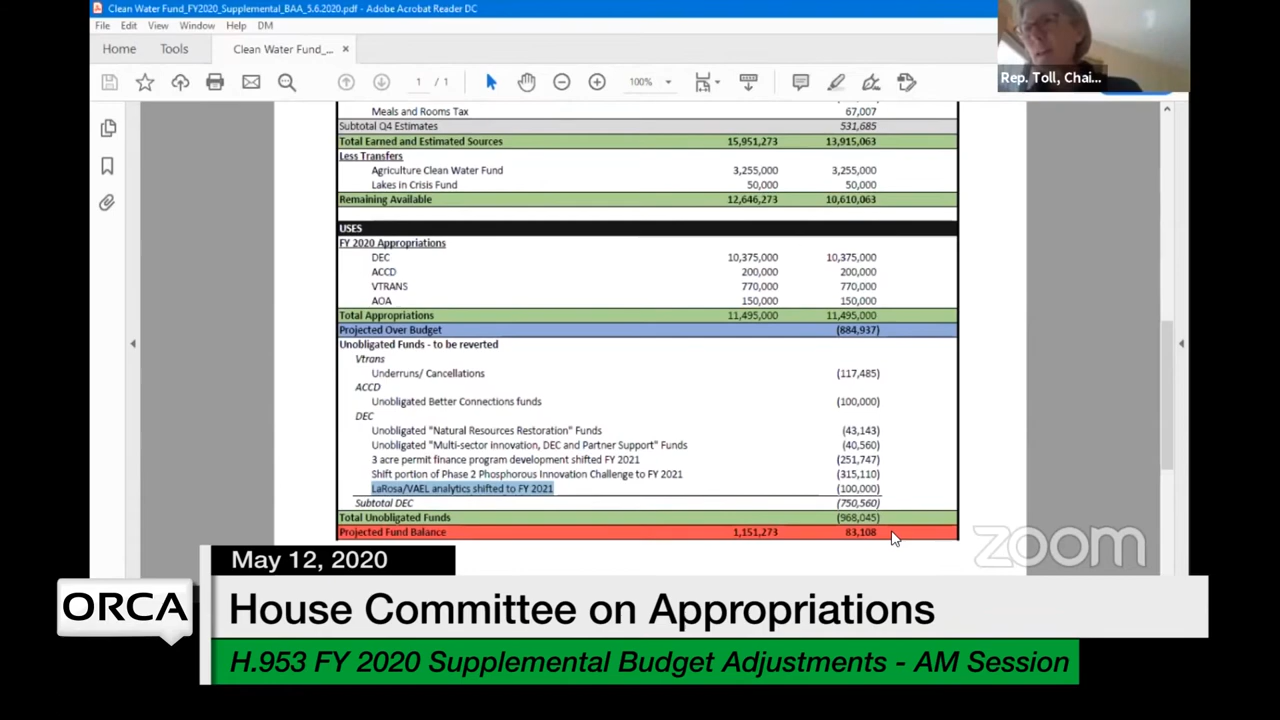 Clean Water Fund_FY2020_Supplemental_BAA_5.6.2020.pdf - Adobe Acrobat Reader DC
File Edit View Window Help DM
Home Tools Clean Water Fund_... ×
1 / 1 100%
Rep. Toll, Chai...
Meals and Rooms Tax 67,007
Subtotal Q4 Estimates 531,685
Total Earned and Estimated Sources 15,951,273 13,915,063
Less Transfers
Agriculture Clean Water Fund 3,255,000 3,255,000
Lakes in Crisis Fund 50,000 50,000
Remaining Available 12,646,273 10,610,063
USES
FY 2020 Appropriations
DEC 10,375,000 10,375,000
ACCD 200,000 200,000
VTRANS 770,000 770,000
AOA 150,000 150,000
Total Appropriations 11,495,000 11,495,000
Projected Over Budget (884,937)
Unobligated Funds - to be reverted
Vtrans
Underruns/ Cancellations (117,485)
ACCD
Unobligated Better Connections funds (100,000)
DEC
Unobligated "Natural Resources Restoration" Funds (43,143)
Unobligated "Multi-sector innovation, DEC and Partner Support" Funds (40,560)
3 acre permit finance program development shifted FY 2021 (251,747)
Shift portion of Phase 2 Phosphorous Innovation Challenge to FY 2021 (315,110)
LaRosa/VAEL analytics shifted to FY 2021 (100,000)
Subtotal DEC (750,560)
Total Unobligated Funds (968,045)
Projected Fund Balance 1,151,273 83,108
zoom
May 12, 2020
ORCA
House Committee on Appropriations
H.953 FY 2020 Supplemental Budget Adjustments - AM Session